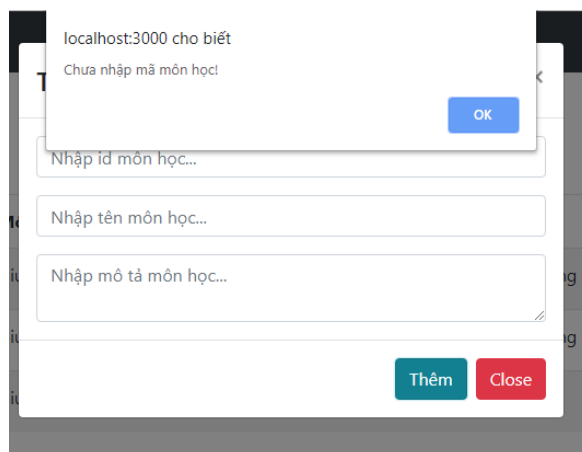 localhost:3000 cho biết
Chưa nhập mã môn học!
OK
Nhập id môn học...
Nhập tên môn học...
Nhập mô tả môn học...
Thêm
Close